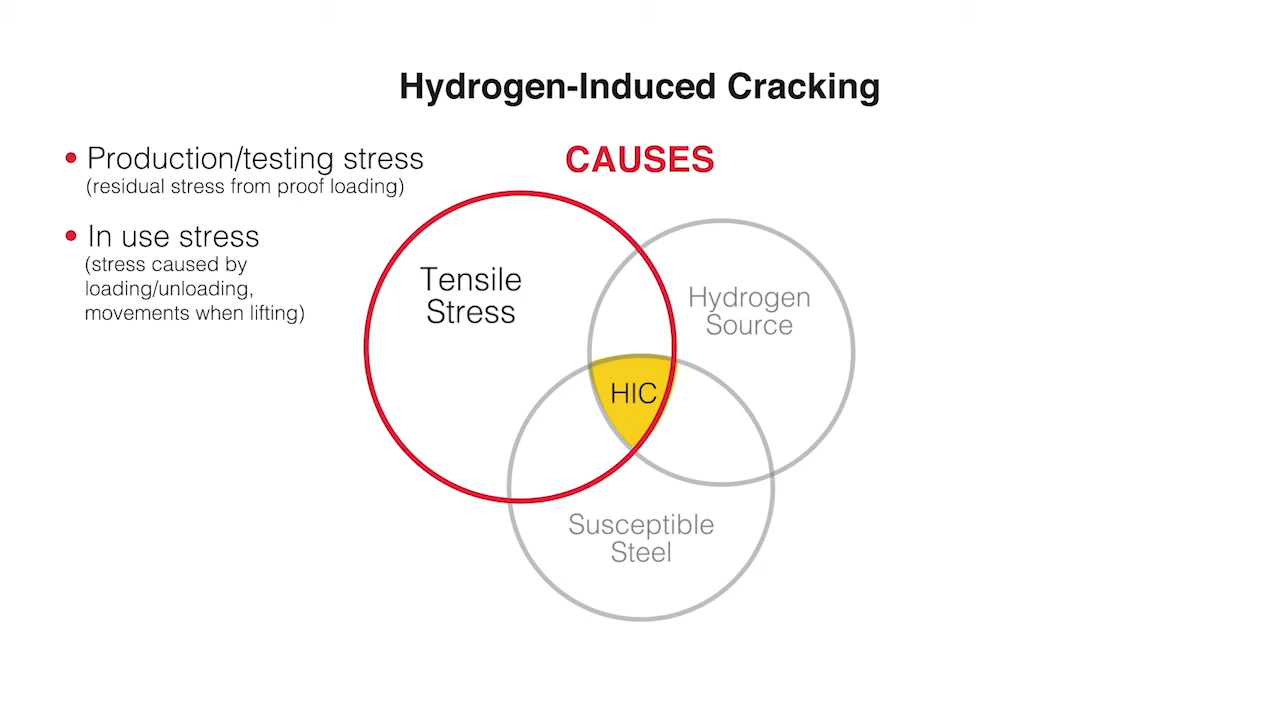 Hydrogen-Induced Cracking
CAUSES
• Production/testing stress
(residual stress from proof loading)
• In use stress
(stress caused by
loading/unloading,
movements when lifting)
Tensile
Stress
Hydrogen
Source
HIC
Susceptible
Steel